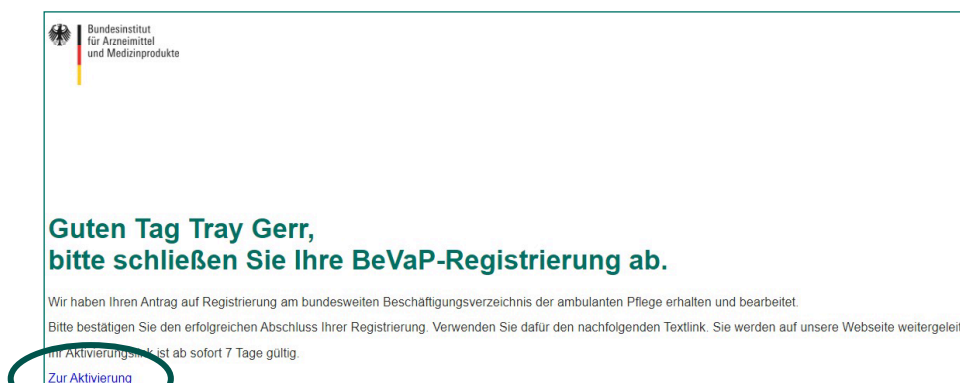 Bundesinstitut
für Arzneimittel
und Medizinprodukte
Guten Tag Tray Gerr,
bitte schließen Sie Ihre BeVaP-Registrierung ab.
Wir haben Ihren Antrag auf Registrierung am bundesweiten Beschäftigungsverzeichnis der ambulanten Pflege erhalten und bearbeitet.
Bitte bestätigen Sie den erfolgreichen Abschluss Ihrer Registrierung. Verwenden Sie dafür den nachfolgenden Textlink. Sie werden auf unsere Webseite weitergeleit
Ihr Aktivierungslink ist ab sofort 7 Tage gültig.
Zur Aktivierung